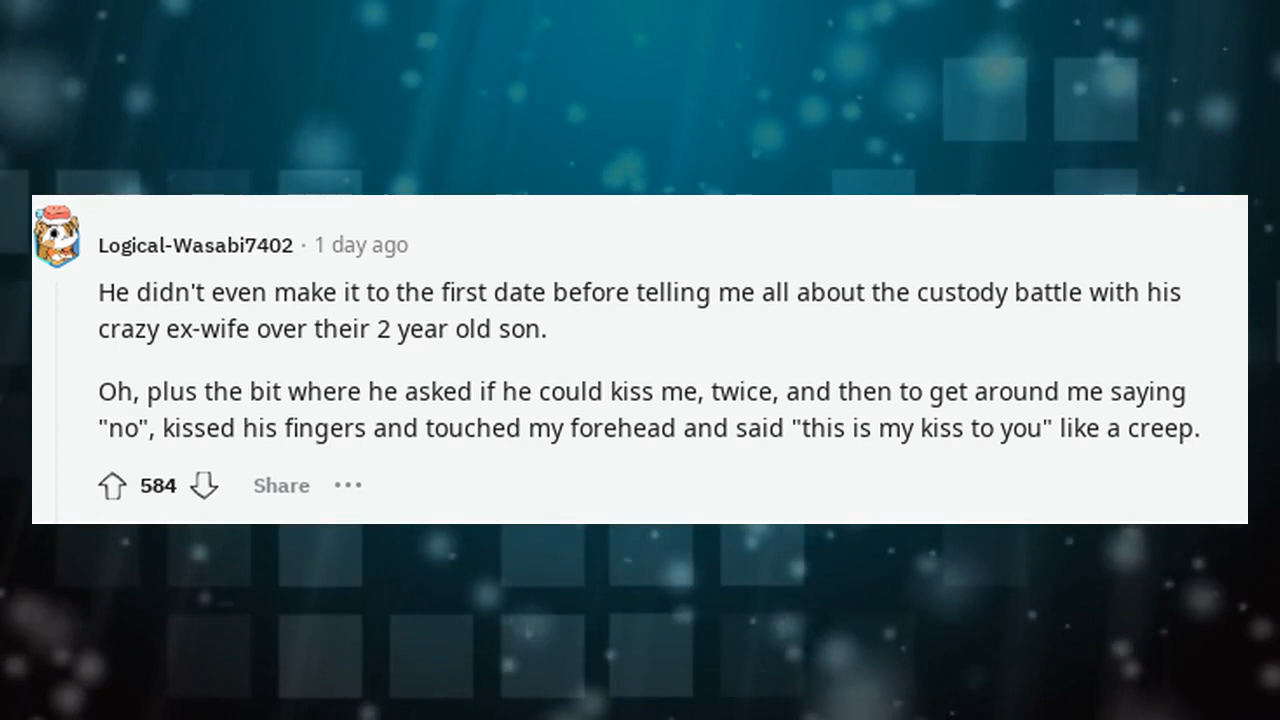 Logical-Wasabi7402 · 1 day ago
He didn't even make it to the first date before telling me all about the custody battle with his
crazy ex-wife over their 2 year old son.
Oh, plus the bit where he asked if he could kiss me, twice, and then to get around me saying
"no", kissed his fingers and touched my forehead and said "this is my kiss to you" like a creep.
584 Share •••